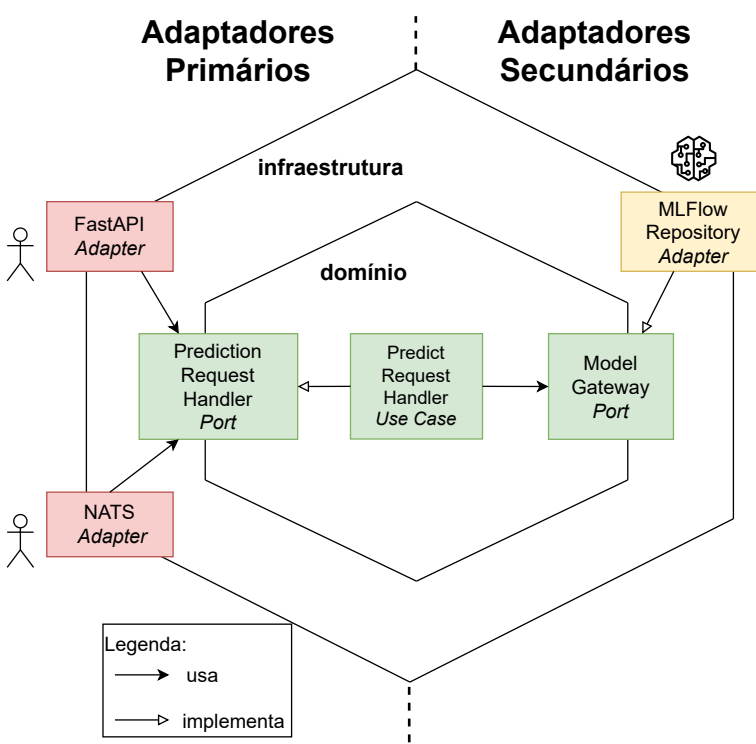 Adaptadores
Primários
Adaptadores
Secundários
infraestrutura
FastAPI
Adapter
MLFlow
Repository
Adapter
domínio
Prediction
Request
Handler
Port
Predict
Request
Handler
Use Case
Model
Gateway
Port
NATS
Adapter
Legenda:
usa
implementa